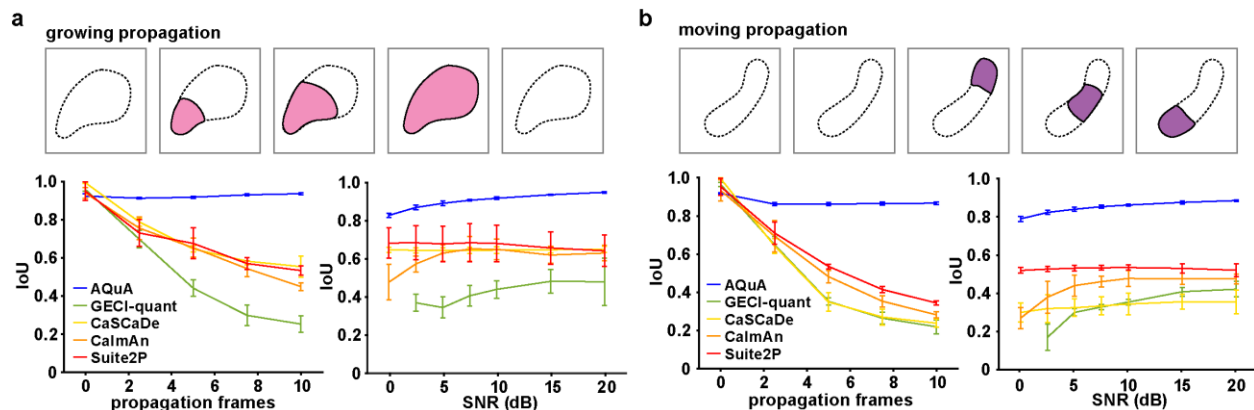 a
growing propagation
1.0
0.8
0.6
0.4
0.2
0
IoU
AQuA
GECI-quant
CaSCaDe
CaImAn
Suite2P
0 2 4 6 8 10
propagation frames
1.0
0.8
0.6
0.4
0.2
0
IoU
0 5 10 15 20
SNR (dB)
b
moving propagation
1.0
0.8
0.6
0.4
0.2
0
IoU
AQuA
GECI-quant
CaSCaDe
CaImAn
Suite2P
0 2 4 6 8 10
propagation frames
1.0
0.8
0.6
0.4
0.2
0
IoU
0 5 10 15 20
SNR (dB)